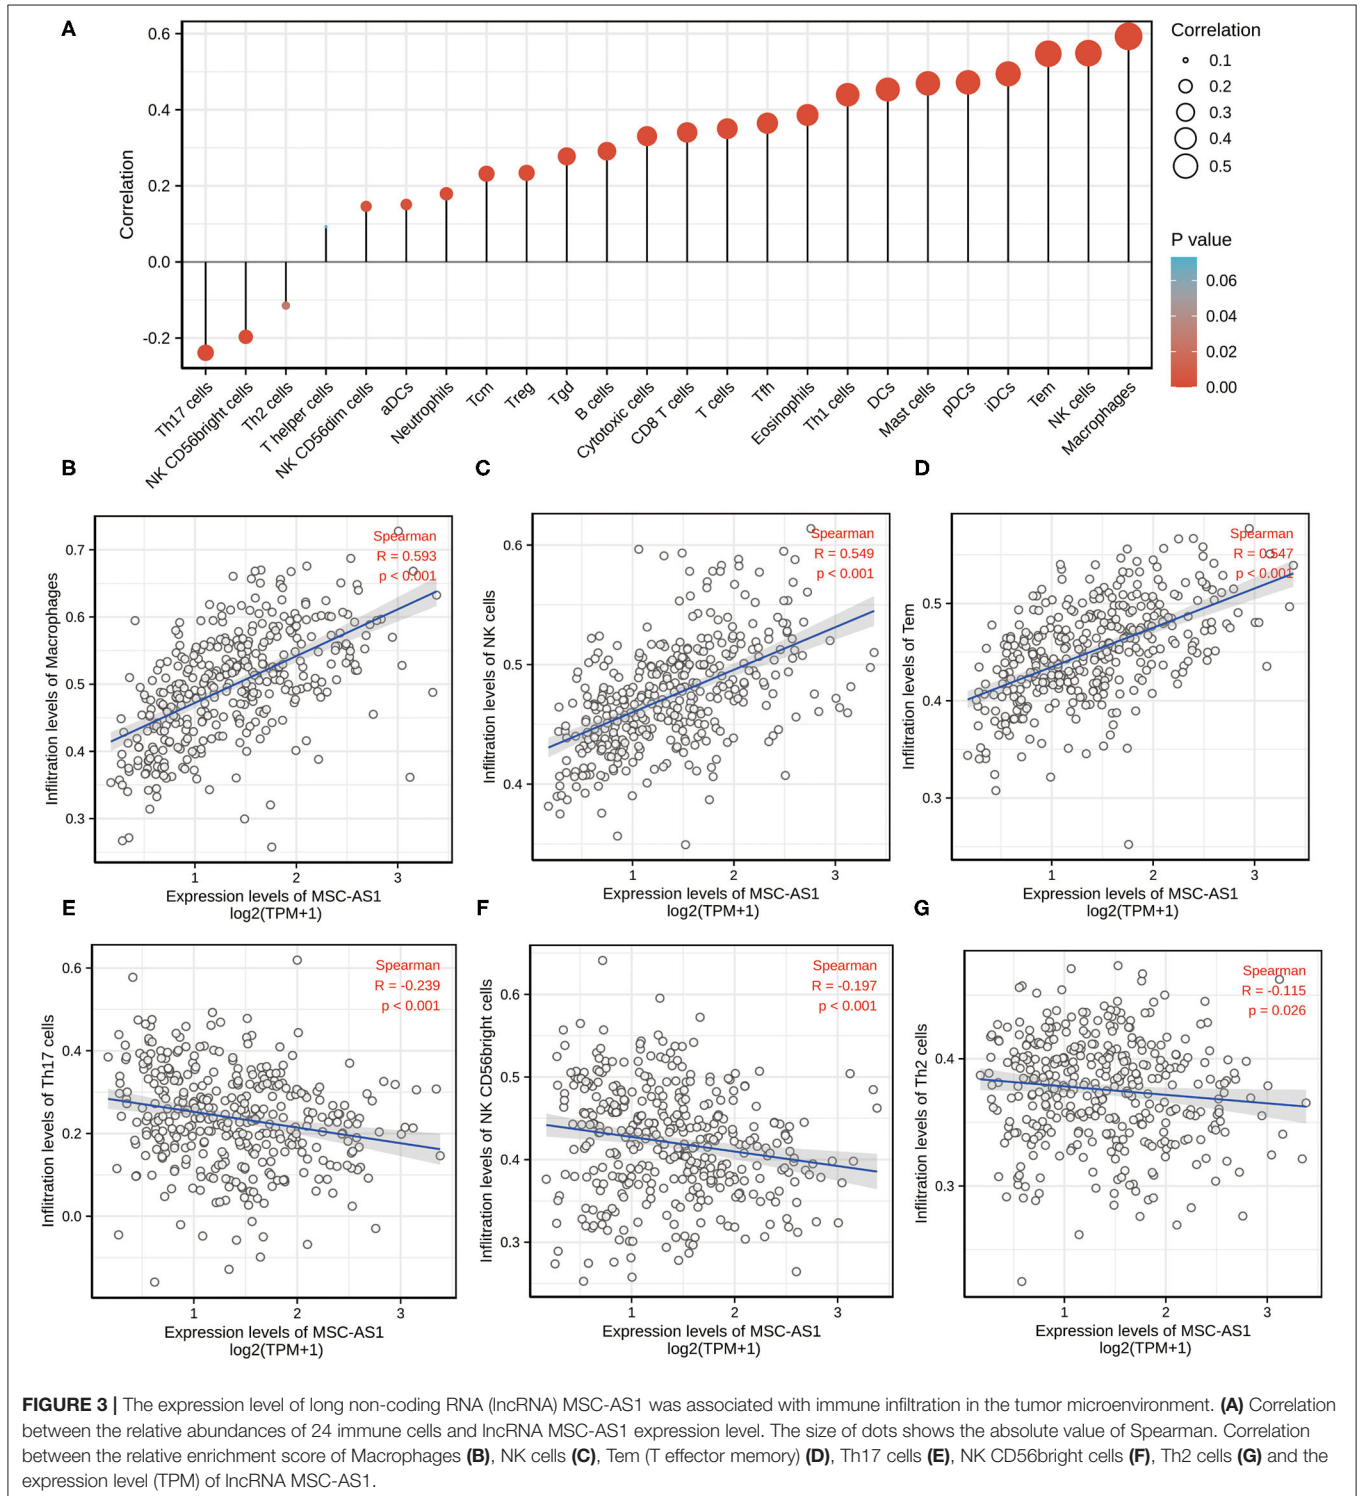 A
Correlation
0.6
0.4
0.2
0.0
-0.2
Th17 cells
NK CD56bright cells
Th2 cells
T helper cells
NK CD56dim cells
aDCs
Neutrophils
Tcm
Treg
Tgd
B cells
Cytotoxic cells
CD8 T cells
T cells
Tfh
Eosinophils
Th1 cells
DCs
Mast cells
pDCs
iDCs
Tem
NK cells
Macrophages
Correlation
0.1
0.2
0.3
0.4
0.5
P value
0.06
0.04
0.02
0.00
B
Infiltration levels of Macrophages
0.7
0.6
0.5
0.4
0.3
Spearman
R = 0.593
p < 0.001
1 2 3
Expression levels of MSC-AS1
log2(TPM+1)
C
Infiltration levels of NK cells
0.6
0.5
0.4
Spearman
R = 0.549
p < 0.001
1 2 3
Expression levels of MSC-AS1
log2(TPM+1)
D
Infiltration levels of Tem
0.5
0.4
0.3
Spearman
R = 0.547
p < 0.001
1 2 3
Expression levels of MSC-AS1
log2(TPM+1)
E
Infiltration levels of Th17 cells
0.6
0.4
0.2
0.0
Spearman
R = -0.239
p < 0.001
1 2 3
Expression levels of MSC-AS1
log2(TPM+1)
F
Infiltration levels of NK CD56bright cells
0.6
0.5
0.4
0.3
Spearman
R = -0.197
p < 0.001
1 2 3
Expression levels of MSC-AS1
log2(TPM+1)
G
Infiltration levels of Th2 cells
0.4
0.3
Spearman
R = -0.115
p = 0.026
1 2 3
Expression levels of MSC-AS1
log2(TPM+1)
FIGURE 3 | The expression level of long non-coding RNA (lncRNA) MSC-AS1 was associated with immune infiltration in the tumor microenvironment. (A) Correlation
between the relative abundances of 24 immune cells and lncRNA MSC-AS1 expression level. The size of dots shows the absolute value of Spearman. Correlation
between the relative enrichment score of Macrophages (B), NK cells (C), Tem (T effector memory) (D), Th17 cells (E), NK CD56bright cells (F), Th2 cells (G) and the
expression level (TPM) of lncRNA MSC-AS1.